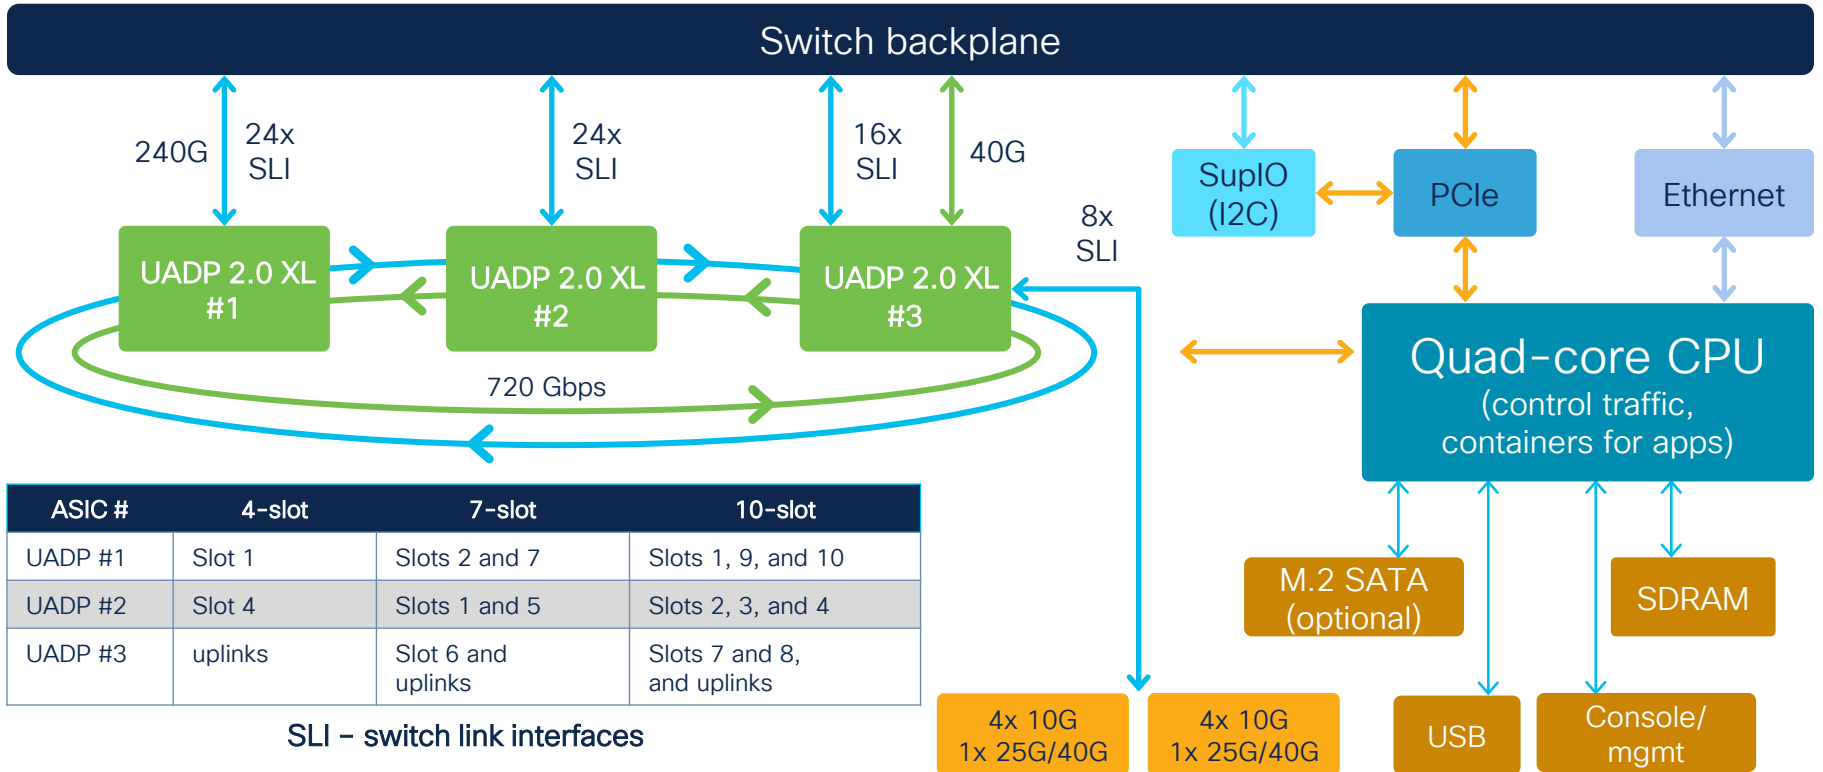 Switch backplane
240G
24x
SLI
24x
SLI
16x
SLI
40G
8x
SLI
SupIO
(I2C)
PCIe
Ethernet
UADP 2.0 XL
#1
UADP 2.0 XL
#2
UADP 2.0 XL
#3
720 Gbps
Quad-core CPU
(control traffic,
containers for apps)
ASIC # 4-slot 7-slot 10-slot
UADP #1 Slot 1 Slots 2 and 7 Slots 1, 9, and 10
UADP #2 Slot 4 Slots 1 and 5 Slots 2, 3, and 4
UADP #3 uplinks Slot 6 and Slots 7 and 8,
uplinks and uplinks
SLI - switch link interfaces
M.2 SATA
(optional)
SDRAM
4x 10G
1x 25G/40G
4x 10G
1x 25G/40G
USB
Console/
mgmt